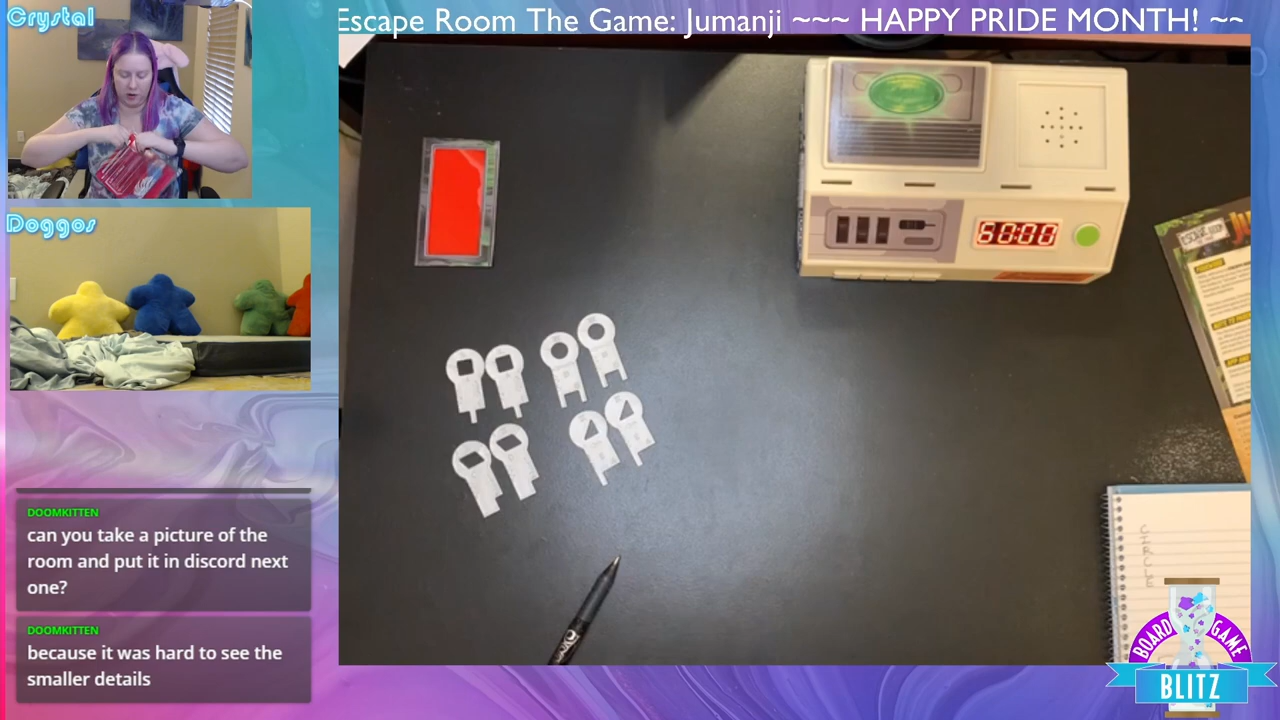 Crystal
Escape Room The Game: Jumanji ~~~ HAPPY PRIDE MONTH! ~~
Doggos
60:00
DOOMKITTEN
can you take a picture of the
room and put it in discord next
one?
DOOMKITTEN
because it was hard to see the
smaller details
CIRCLE
BOARD GAME
BLITZ